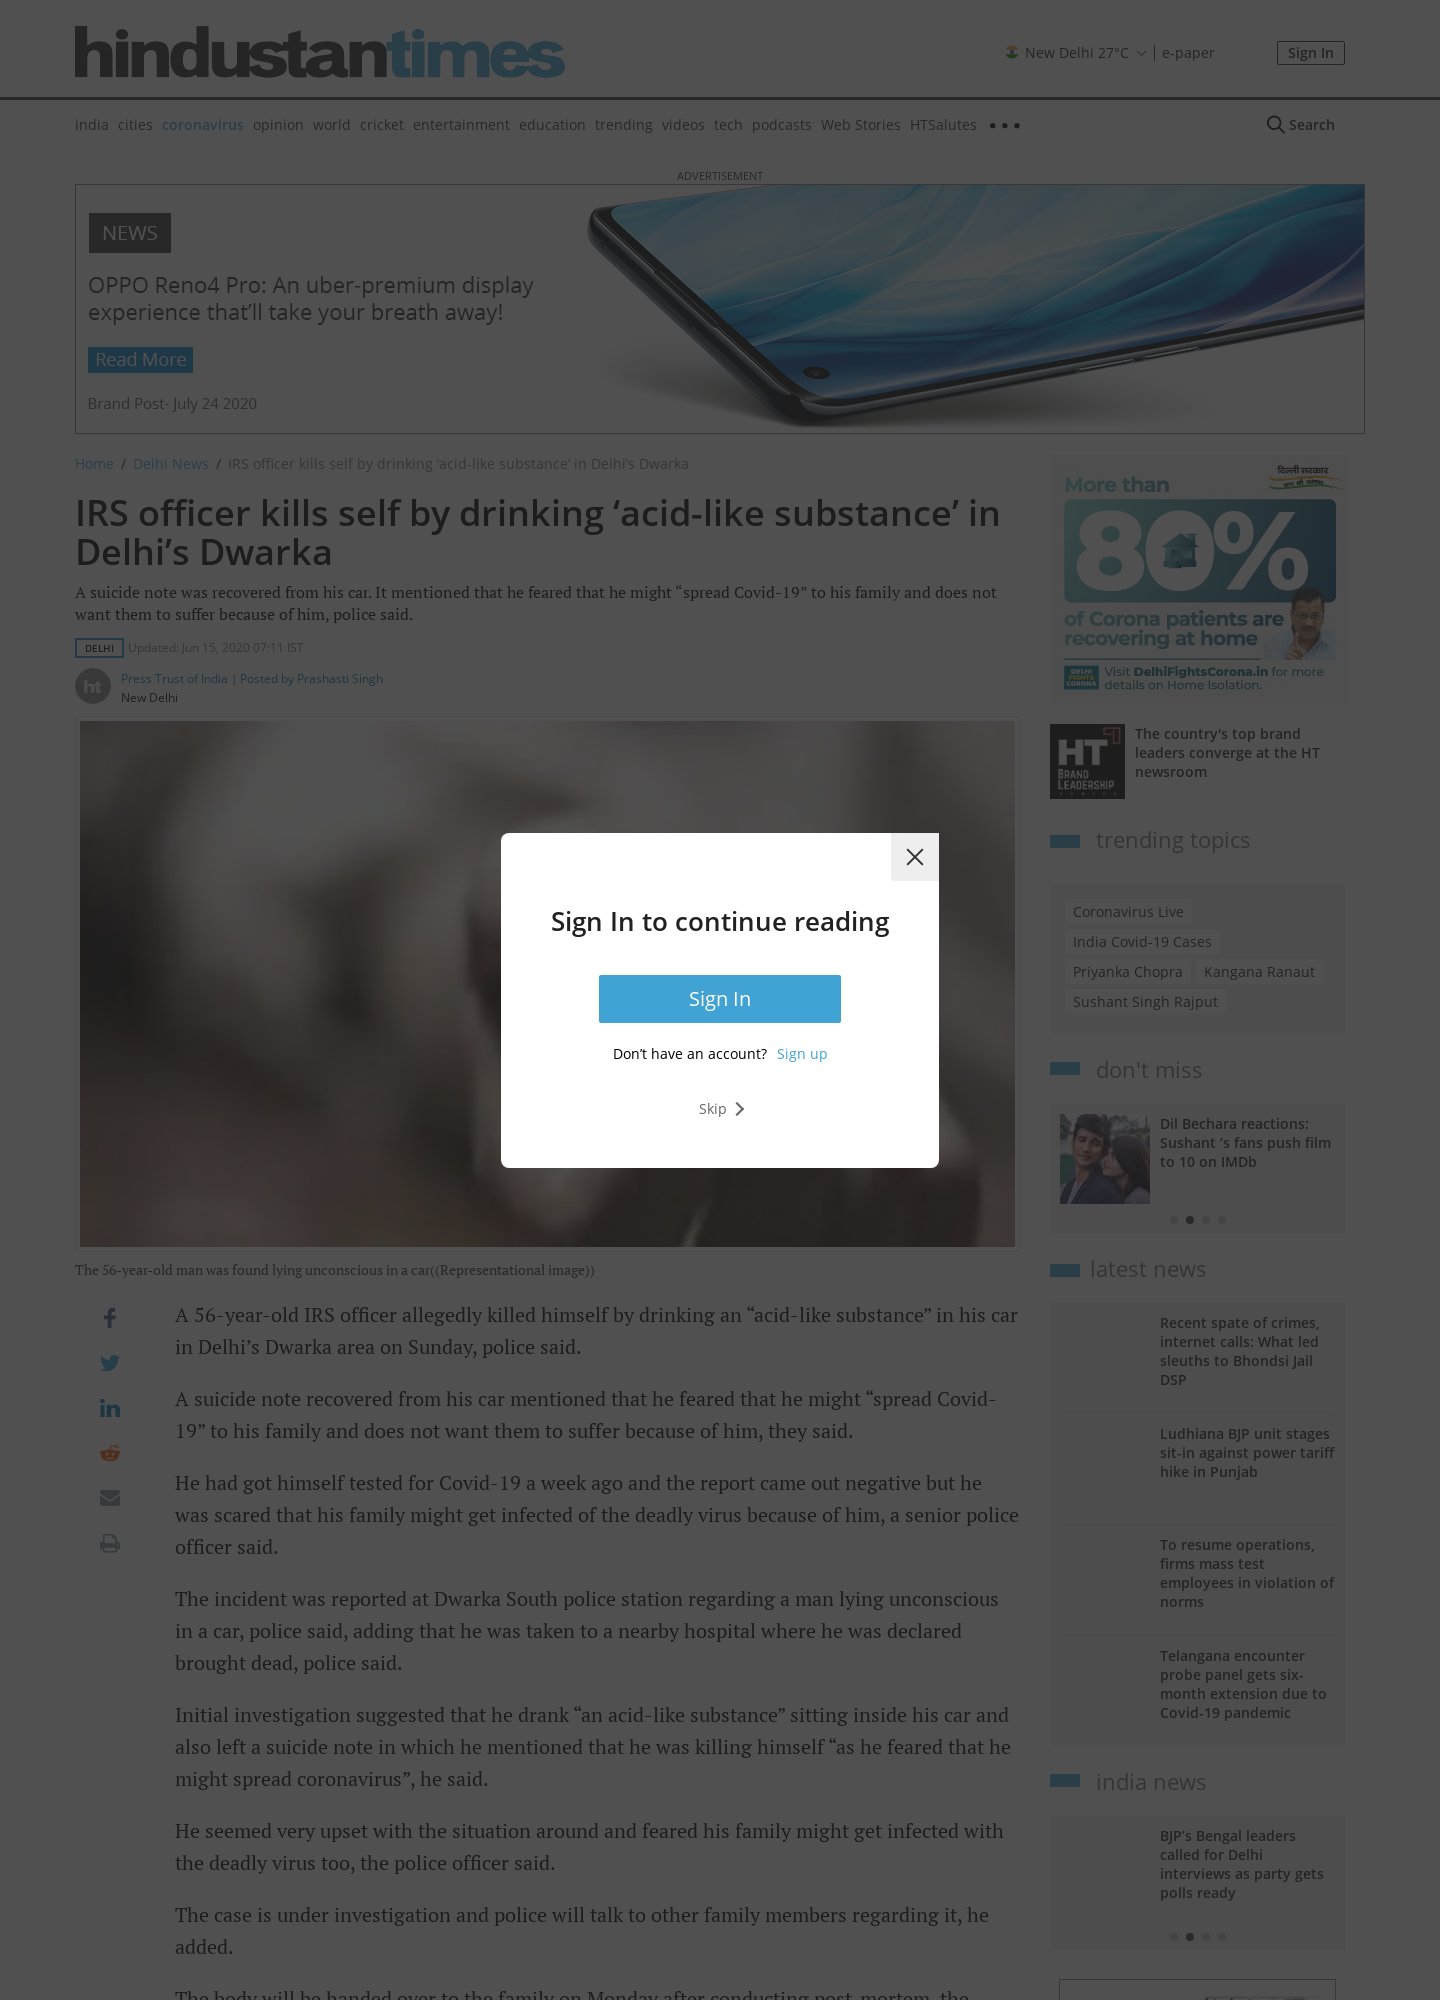 hindustantimes
New Delhi 27°C
e-paper
Sign In
india cities coronavirus opinion world cricket entertainment education trending videos tech podcasts Web Stories HTSalutes
Search
ADVERTISEMENT
NEWS
OPPO Reno4 Pro: An uber-premium display
experience that'll take your breath away!
Read More
Brand Post- July 24 2020
Home / Delhi News / IRS officer kills self by drinking ‘acid-like substance’ in Delhi’s Dwarka
IRS officer kills self by drinking ‘acid-like substance’ in
Delhi’s Dwarka
A suicide note was recovered from his car. It mentioned that he feared that he might “spread Covid-19” to his family and does not
want them to suffer because of him, police said.
DELHI Updated: Jun 15, 2020 07:11 IST
ht
Press Trust of India | Posted by Prashasti Singh
New Delhi
Sign In to continue reading
Sign In
Don’t have an account? Sign up
Skip
The 56-year-old man was found lying unconscious in a car((Representational image))
A 56-year-old IRS officer allegedly killed himself by drinking an “acid-like substance” in his car
in Delhi’s Dwarka area on Sunday, police said.
A suicide note recovered from his car mentioned that he feared that he might “spread Covid-
19” to his family and does not want them to suffer because of him, they said.
He had got himself tested for Covid-19 a week ago and the report came out negative but he
was scared that his family might get infected of the deadly virus because of him, a senior police
officer said.
The incident was reported at Dwarka South police station regarding a man lying unconscious
in a car, police said, adding that he was taken to a nearby hospital where he was declared
brought dead, police said.
Initial investigation suggested that he drank “an acid-like substance” sitting inside his car and
also left a suicide note in which he mentioned that he was killing himself “as he feared that he
might spread coronavirus”, he said.
He seemed very upset with the situation around and feared his family might get infected with
the deadly virus too, the police officer said.
The case is under investigation and police will talk to other family members regarding it, he
added.
The body will be handed over to the family on Monday after conducting post-mortem, the
दिल्ली सरकार
आप की सरकार
More than
80%
of Corona patients are
recovering at home
DELHI
FIGHTS
CORONA
Visit DelhiFightsCorona.in for more
details on Home Isolation.
HT
BRAND
LEADERSHIP
SERIES
The country's top brand
leaders converge at the HT
newsroom
trending topics
Coronavirus Live
India Covid-19 Cases
Priyanka Chopra Kangana Ranaut
Sushant Singh Rajput
don't miss
Dil Bechara reactions:
Sushant ’s fans push film
to 10 on IMDb
latest news
Recent spate of crimes,
internet calls: What led
sleuths to Bhondsi Jail
DSP
Ludhiana BJP unit stages
sit-in against power tariff
hike in Punjab
To resume operations,
firms mass test
employees in violation of
norms
Telangana encounter
probe panel gets six-
month extension due to
Covid-19 pandemic
india news
BJP’s Bengal leaders
called for Delhi
interviews as party gets
polls ready